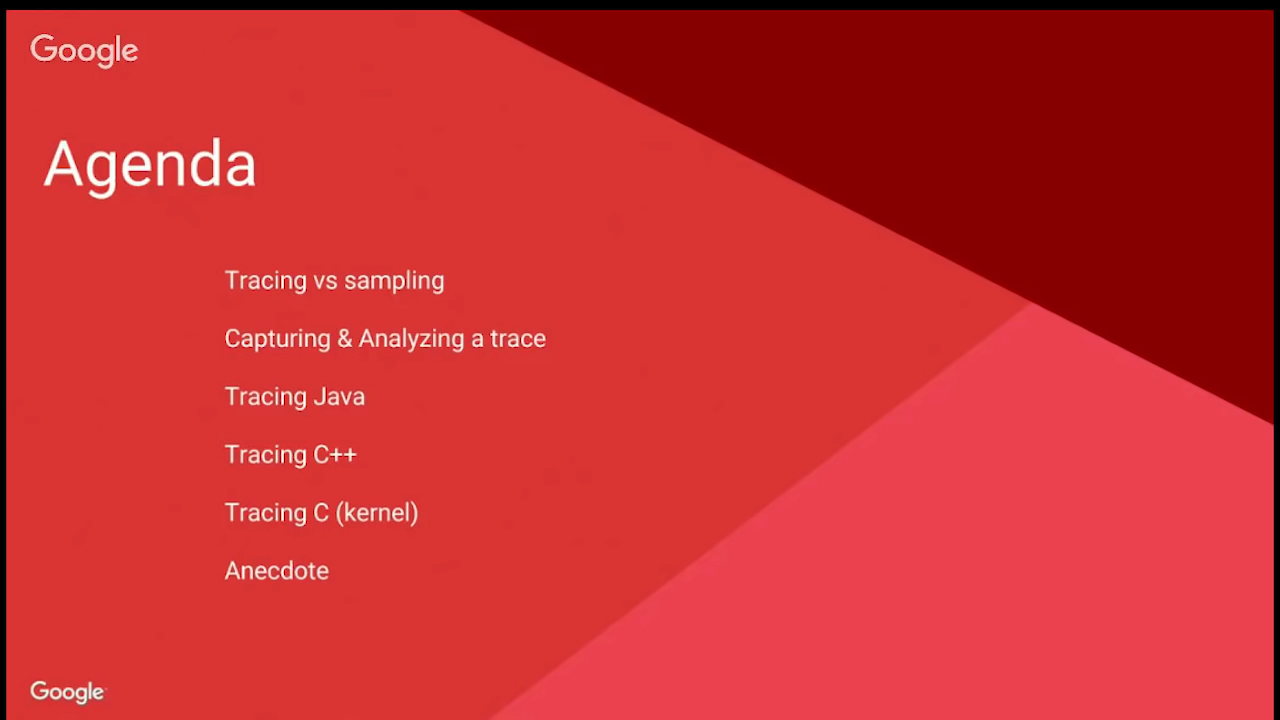 Google
Agenda
Tracing vs sampling
Capturing & Analyzing a trace
Tracing Java
Tracing C++
Tracing C (kernel)
Anecdote
Google